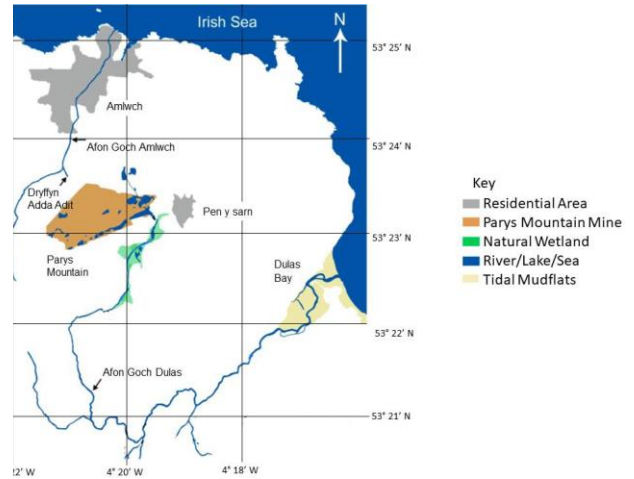 Irish Sea
N
53° 25' N
Amlwch
53° 24' N
Afon Goch Amlwch
Dryffyn
Adda Adit
Pen y sarn
53° 23' N
Parys
Mountain
Dulas
Bay
53° 22' N
Afon Goch Dulas
53° 21' N
22' W
4° 20' W
4° 18' W
Key
Residential Area
Parys Mountain Mine
Natural Wetland
River/Lake/Sea
Tidal Mudflats